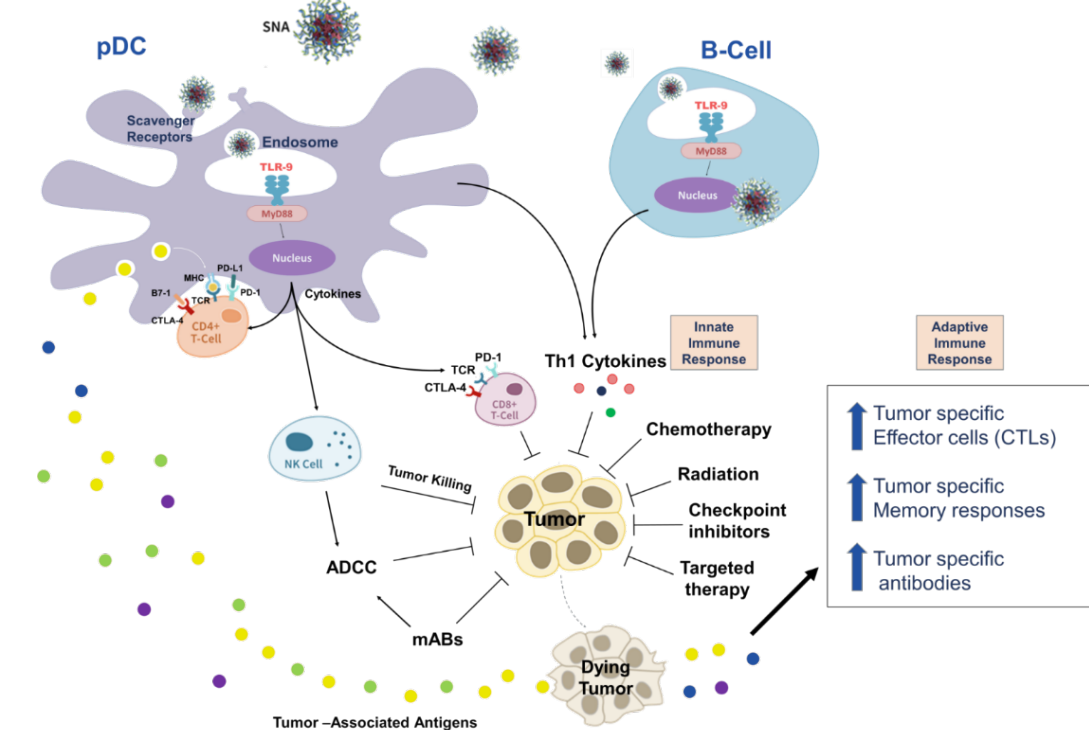 SNA
pDC
B-Cell
Scavenger
Receptors
Endosome
TLR-9
MyD88
Nucleus
TLR-9
MyD88
Nucleus
PD-L1
MHC
B7-1
TCR
PD-1
CTLA-4
CD4+
T-Cell
Cytokines
PD-1
TCR
CTLA-4
CD8+
T-Cell
Th1 Cytokines
Innate
Immune
Response
Adaptive
Immune
Response
Tumor specific
Effector cells (CTLs)
Tumor specific
Memory responses
Tumor specific
antibodies
NK Cell
Tumor Killing
Tumor
Chemotherapy
Radiation
Checkpoint
inhibitors
Targeted
therapy
ADCC
mABs
Dying
Tumor
Tumor –Associated Antigens